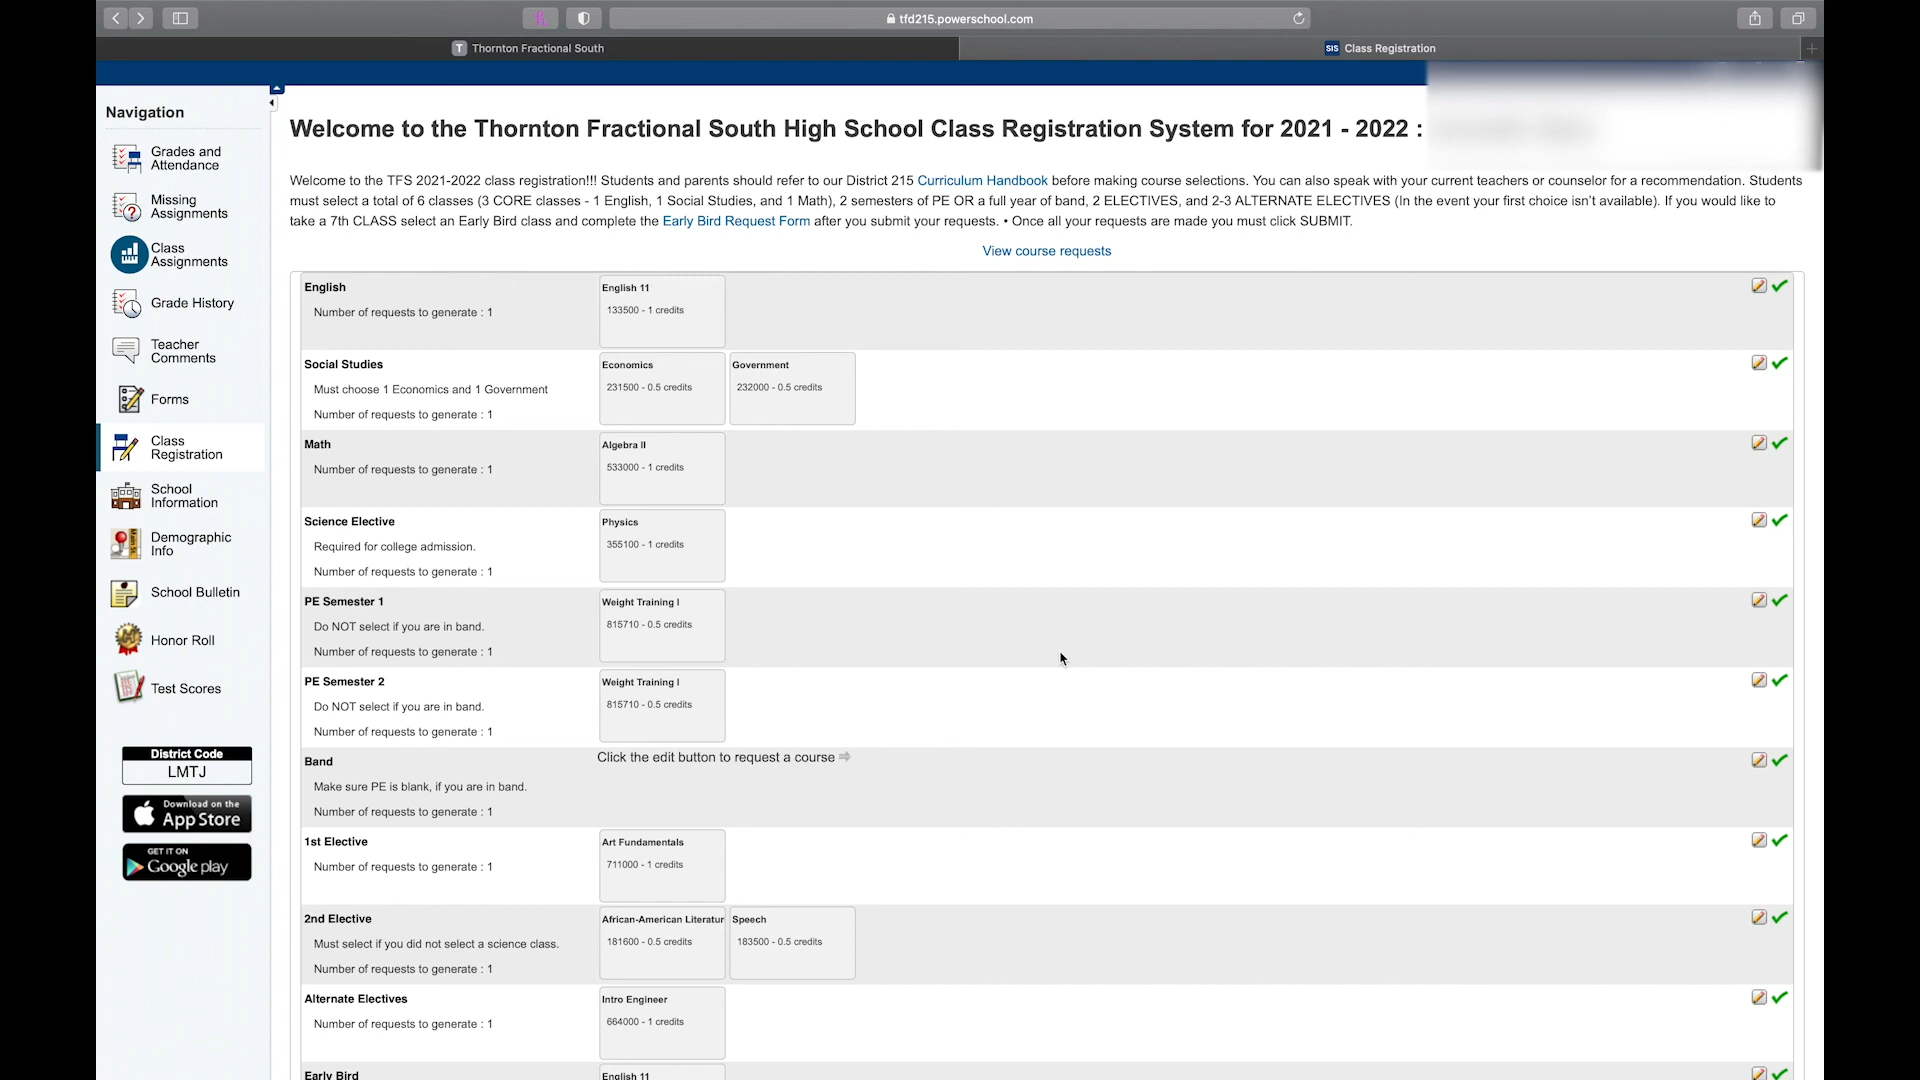 tfd215.powerschool.com
T Thornton Fractional South
SIS Class Registration
Navigation
Grades and
Attendance
Missing
Assignments
Class
Assignments
Grade History
Teacher
Comments
Forms
Class
Registration
School
Information
Demographic
Info
School Bulletin
Honor Roll
Test Scores
District Code
LMTJ
Download on the
App Store
GET IT ON
Google play
Welcome to the Thornton Fractional South High School Class Registration System for 2021 - 2022 :
Welcome to the TFS 2021-2022 class registration!!! Students and parents should refer to our District 215 Curriculum Handbook before making course selections. You can also speak with your current teachers or counselor for a recommendation. Students
must select a total of 6 classes (3 CORE classes - 1 English, 1 Social Studies, and 1 Math), 2 semesters of PE OR a full year of band, 2 ELECTIVES, and 2-3 ALTERNATE ELECTIVES (In the event your first choice isn't available). If you would like to
take a 7th CLASS select an Early Bird class and complete the Early Bird Request Form after you submit your requests. • Once all your requests are made you must click SUBMIT.
View course requests
English
Number of requests to generate : 1
English 11
133500 - 1 credits
Social Studies
Must choose 1 Economics and 1 Government
Number of requests to generate : 1
Economics
231500 - 0.5 credits
Government
232000 - 0.5 credits
Math
Number of requests to generate : 1
Algebra II
533000 - 1 credits
Science Elective
Required for college admission.
Number of requests to generate : 1
Physics
355100 - 1 credits
PE Semester 1
Do NOT select if you are in band.
Number of requests to generate : 1
Weight Training I
815710 - 0.5 credits
PE Semester 2
Do NOT select if you are in band.
Number of requests to generate : 1
Weight Training I
815710 - 0.5 credits
Band
Make sure PE is blank, if you are in band.
Number of requests to generate : 1
Click the edit button to request a course
1st Elective
Number of requests to generate : 1
Art Fundamentals
711000 - 1 credits
2nd Elective
Must select if you did not select a science class.
Number of requests to generate : 1
African-American Literatur
181600 - 0.5 credits
Speech
183500 - 0.5 credits
Alternate Electives
Number of requests to generate : 1
Intro Engineer
664000 - 1 credits
Early Bird
English 11